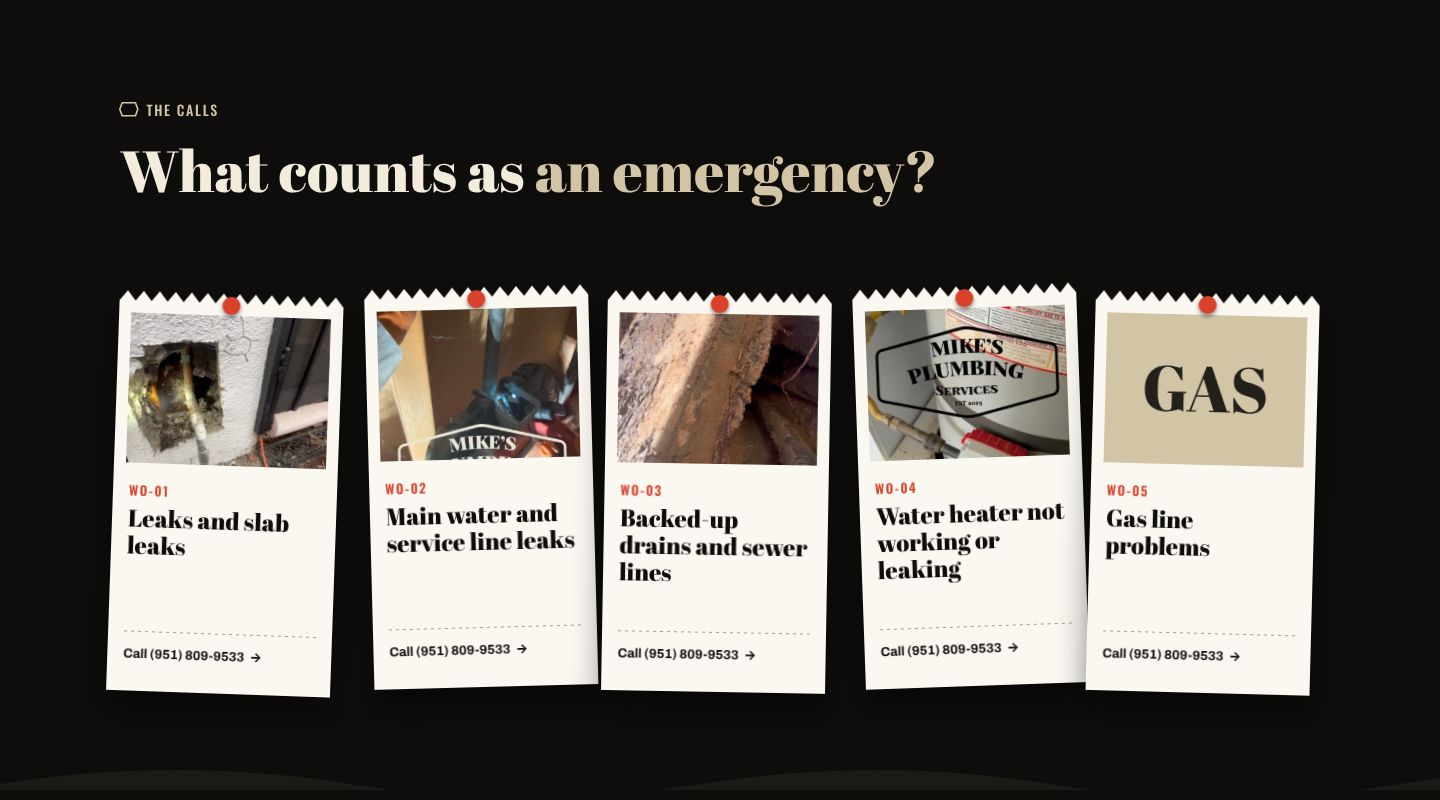 THE CALLS
What counts as an emergency?
MIKE'S
WO-01
Leaks and slab
leaks
Call (951) 809-9533 →
WO-02
Main water and
service line leaks
Call (951) 809-9533 →
WO-03
Backed-up
drains and sewer
lines
Call (951) 809-9533 →
MIKE'S
PLUMBING
SERVICES
EST 2025
WO-04
Water heater not
working or
leaking
Call (951) 809-9533 →
GAS
WO-05
Gas line
problems
Call (951) 809-9533 →